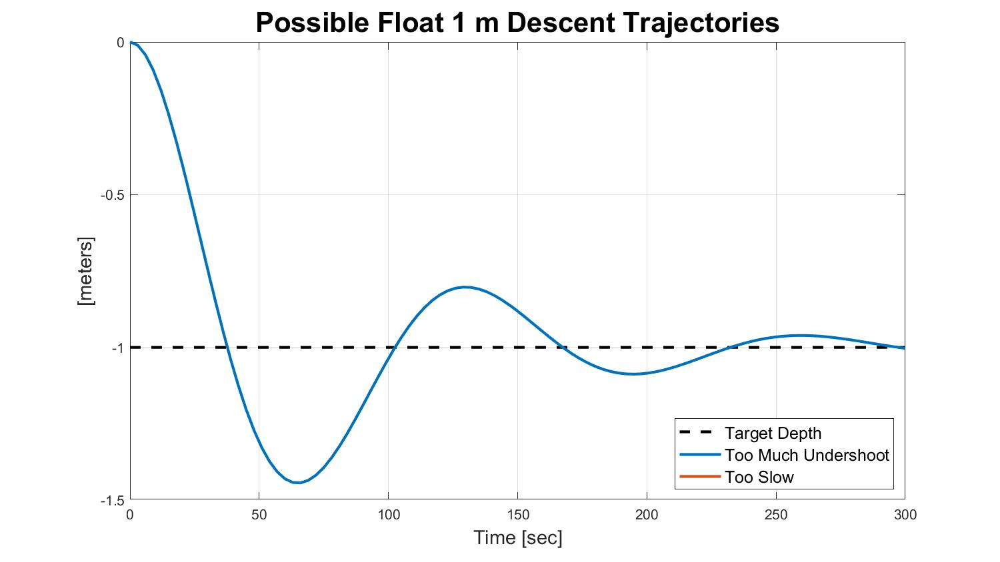 Possible Float 1 m Descent Trajectories
0
-0.5
-1
-1.5
[meters]
0 50 100 150 200 250 300
Time [sec]
Target Depth
Too Much Undershoot
Too Slow